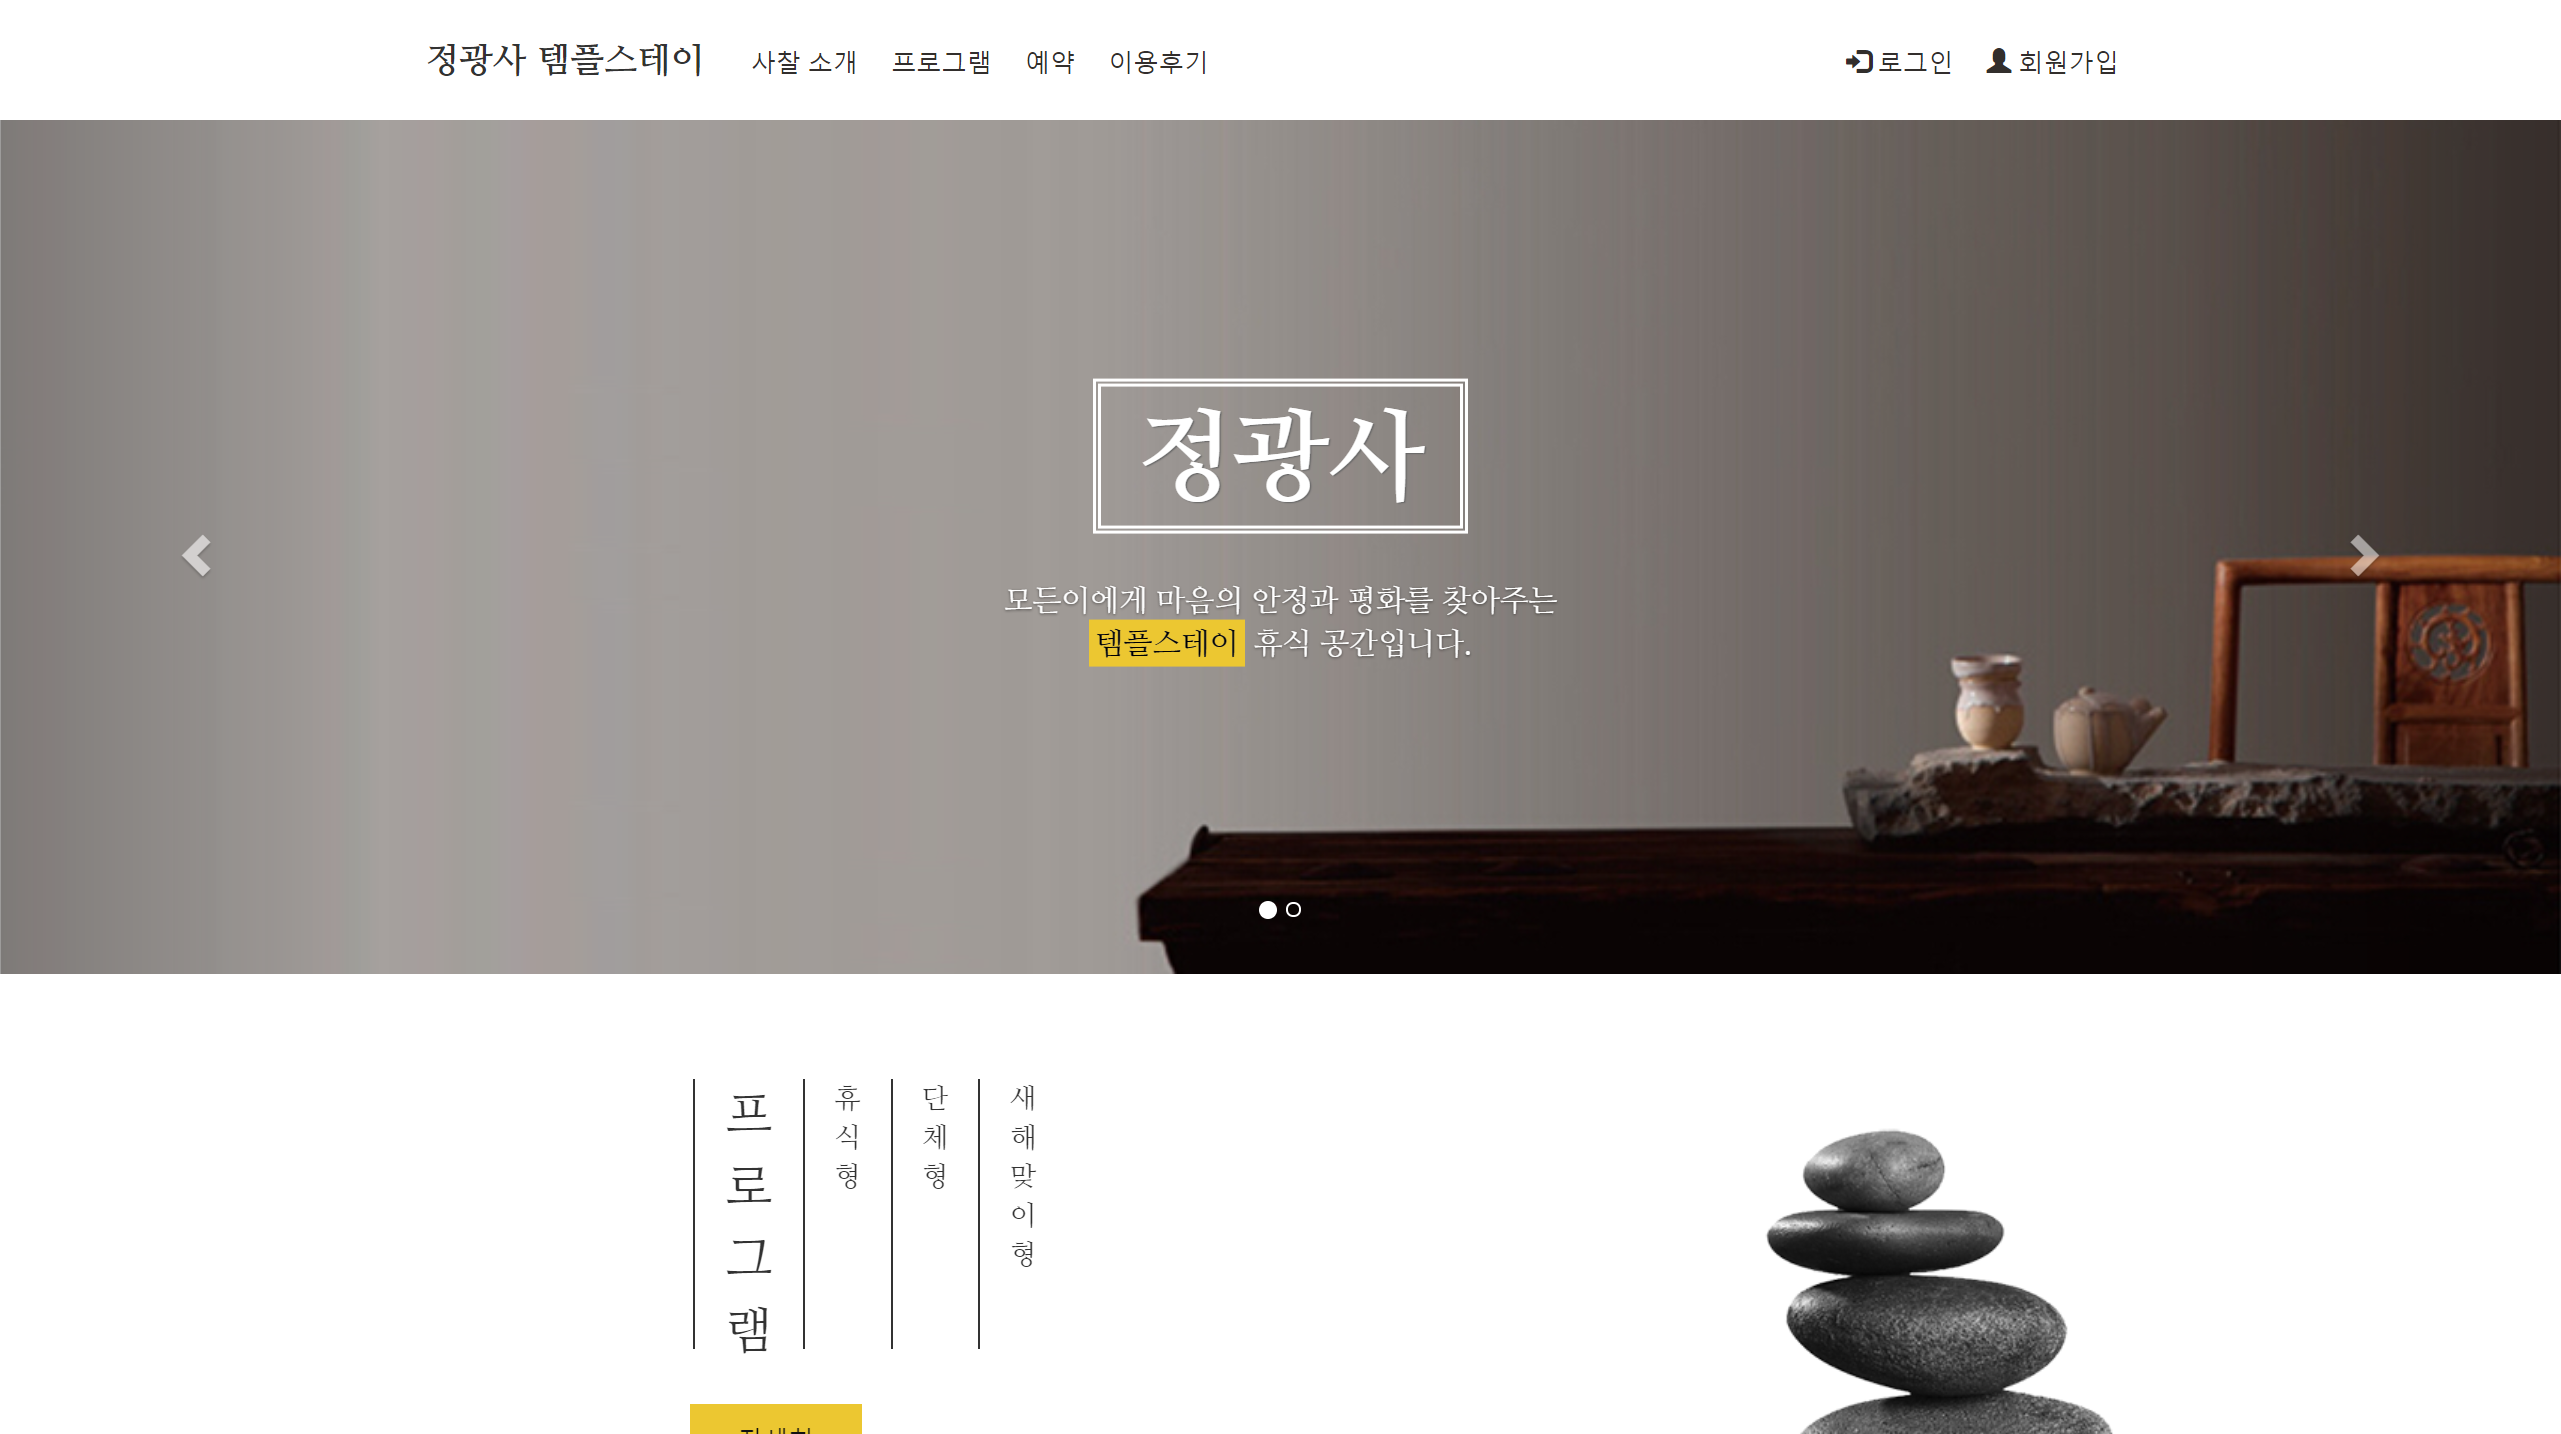 정광사 템플스테이 사찰 소개 프로그램 예약 이용후기 로그인 회원가입
정광사
모든이에게 마음의 안정과 평화를 찾아주는
템플스테이 휴식 공간입니다.
프로그램
휴식형
단체형
새해맞이형